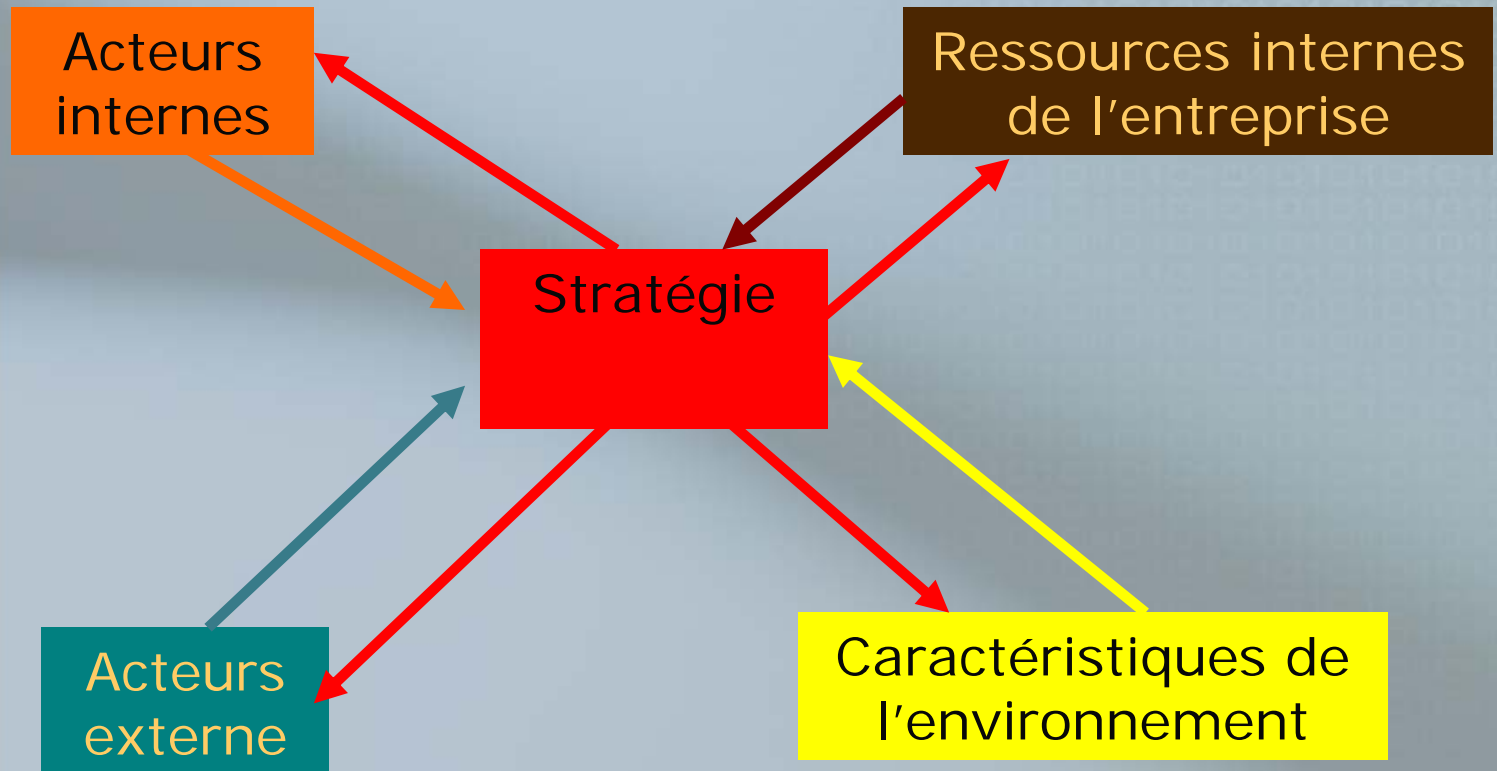 Acteurs
internes
Ressources internes
de l'entreprise
Stratégie
Acteurs
externe
Caractéristiques de
l'environnement